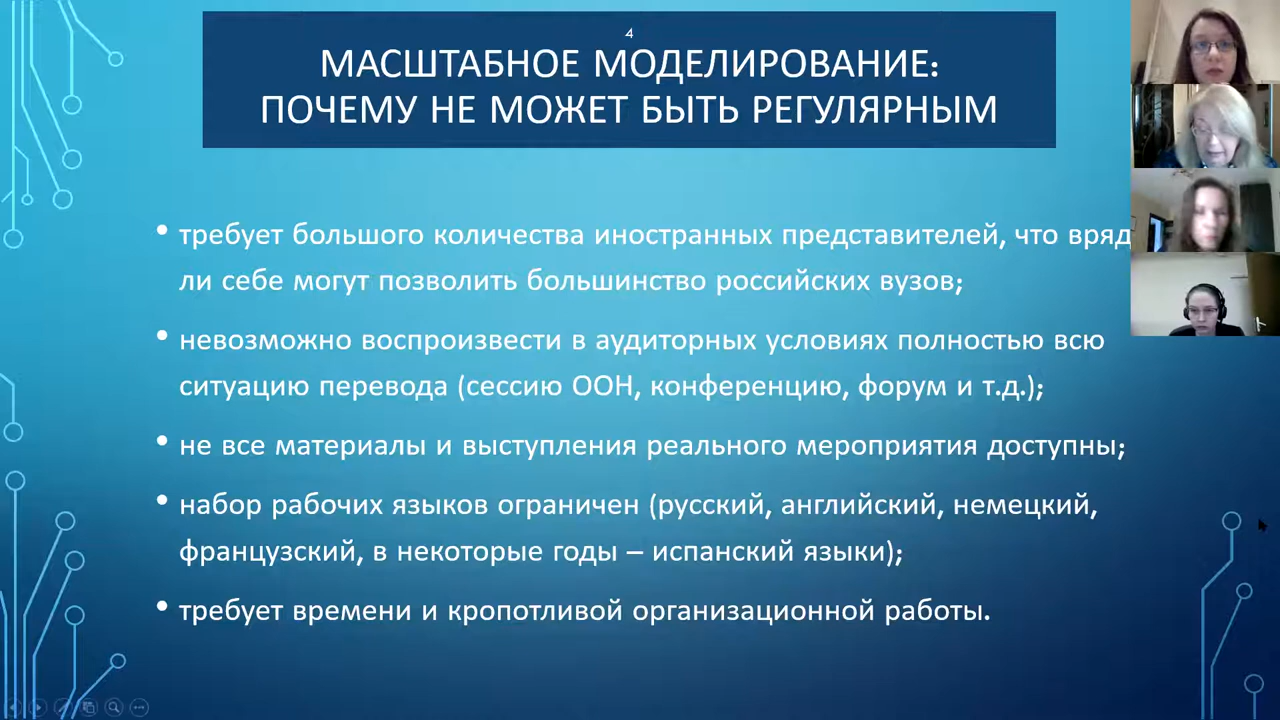 4
МАСШТАБНОЕ МОДЕЛИРОВАНИЕ:
ПОЧЕМУ НЕ МОЖЕТ БЫТЬ РЕГУЛЯРНЫМ
• требует большого количества иностранных представителей, что вряд
ли себе могут позволить большинство российских вузов;
• невозможно воспроизвести в аудиторных условиях полностью всю
ситуацию перевода (сессию ООН, конференцию, форум и т.д.);
• не все материалы и выступления реального мероприятия доступны;
• набор рабочих языков ограничен (русский, английский, немецкий,
французский, в некоторые годы – испанский языки);
• требует времени и кропотливой организационной работы.